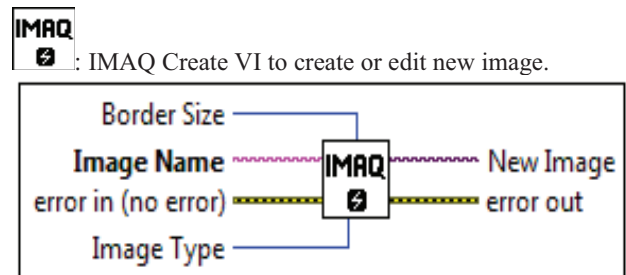 IMAQ
: IMAQ Create VI to create or edit new image.
Border Size
Image Name IMAQ New Image
error in (no error) error out
Image Type